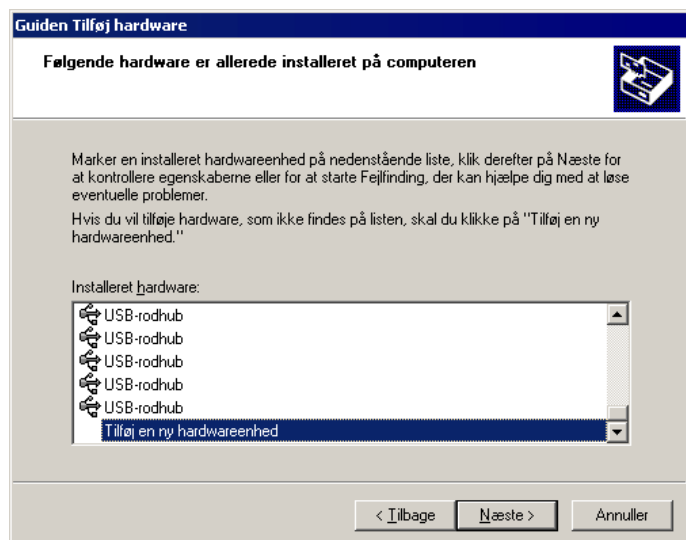 Guiden Tilføj hardware
Følgende hardware er allerede installeret på computeren
Marker en installeret hardwareenhed på nedenstående liste, klik derefter på Næste for
at kontrollere egenskaberne eller for at starte Fejlfinding, der kan hjælpe dig med at løse
eventuelle problemer.
Hvis du vil tilføje hardware, som ikke findes på listen, skal du klikke på "Tilføj en ny
hardwareenhed."
Installeret hardware:
USB-rodhub
USB-rodhub
USB-rodhub
USB-rodhub
USB-rodhub
Tilføj en ny hardwareenhed
< Tilbage
Næste >
Annuller